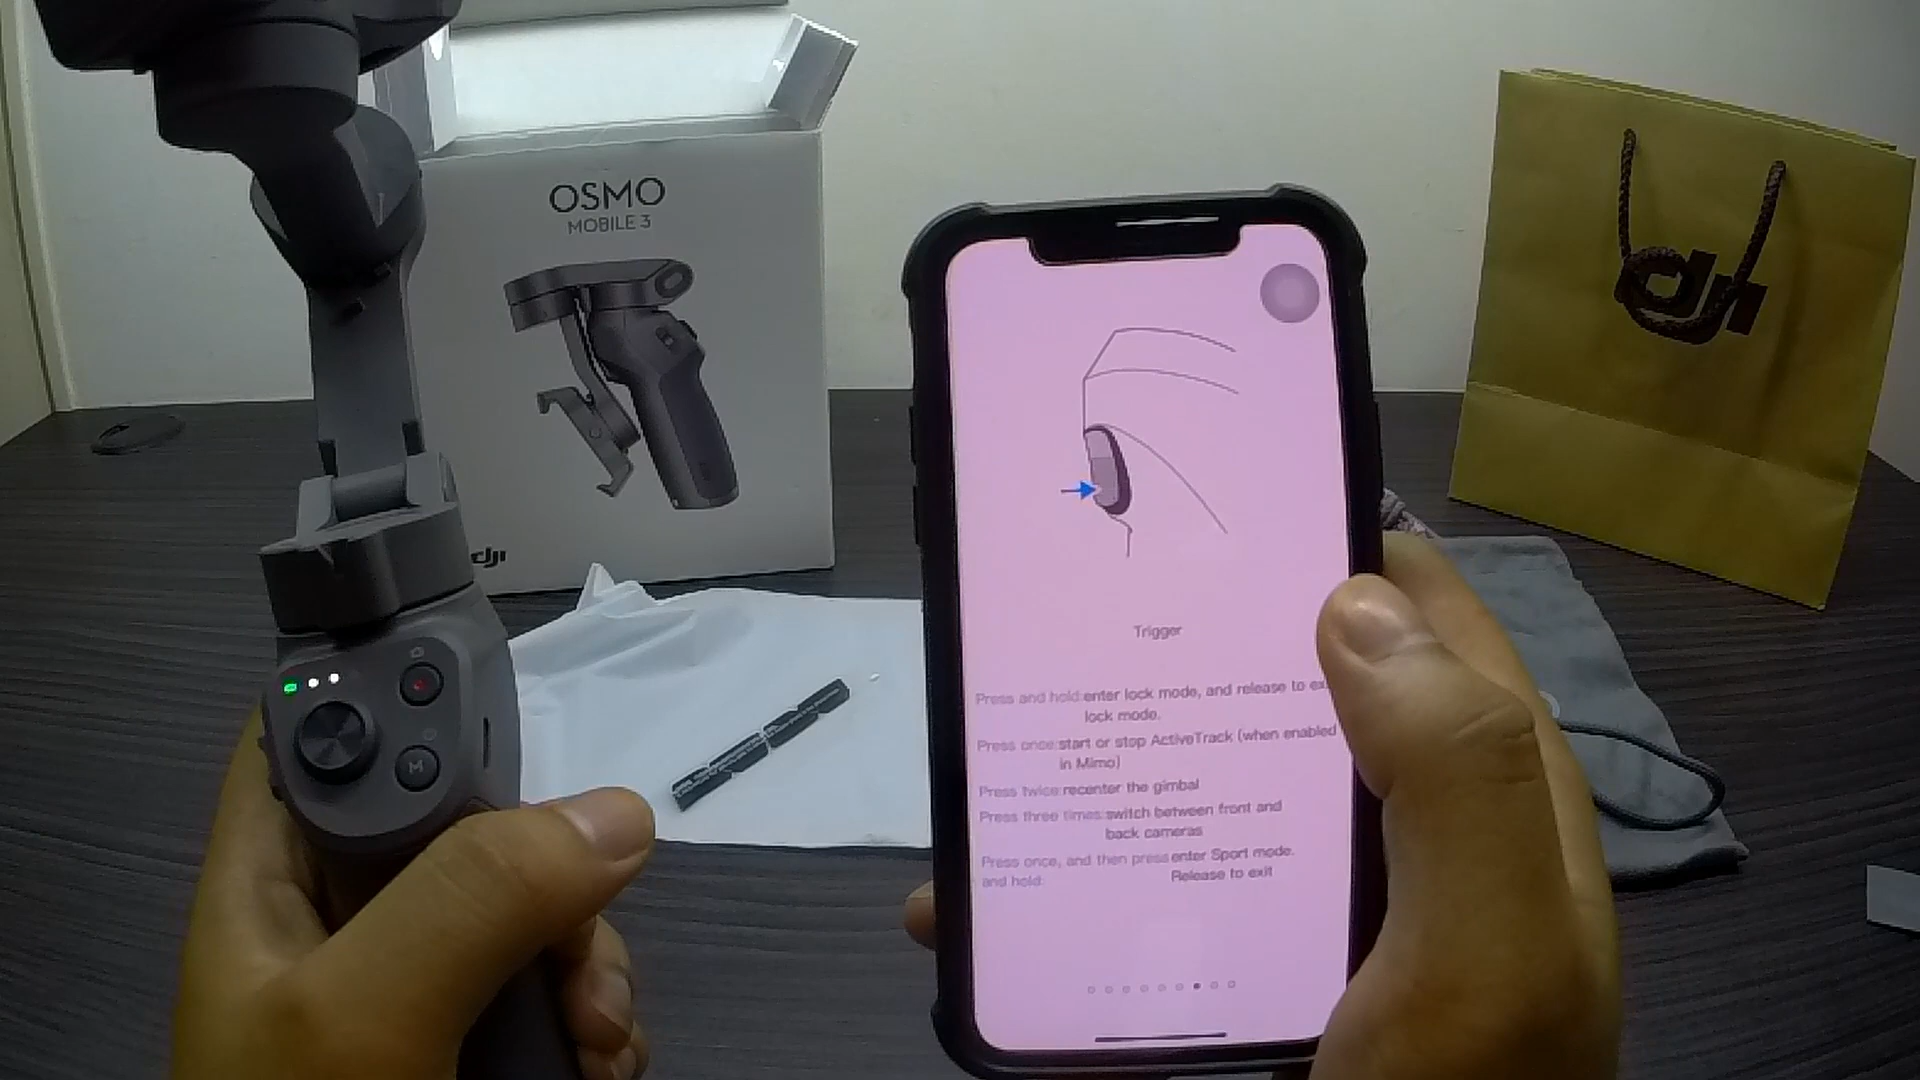 OSMO
MOBILE 3
dji
dji
M
Trigger
Press and hold:enter lock mode, and release to
lock mode.
Press once:start or stop ActiveTrack (when enabled
in Mimo)
Press twice:recenter the gimbal
Press three times:switch between front and
back cameras
Press once, and then press enter Sport mode.
and hold: Release to exit